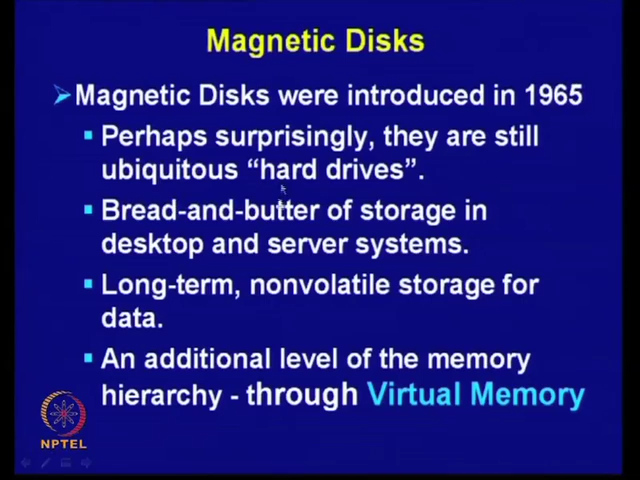 Magnetic Disks
➢Magnetic Disks were introduced in 1965
▪ Perhaps surprisingly, they are still
ubiquitous “hard drives”.
▪ Bread-and-butter of storage in
desktop and server systems.
▪ Long-term, nonvolatile storage for
data.
▪ An additional level of the memory
hierarchy - through Virtual Memory
NPTEL